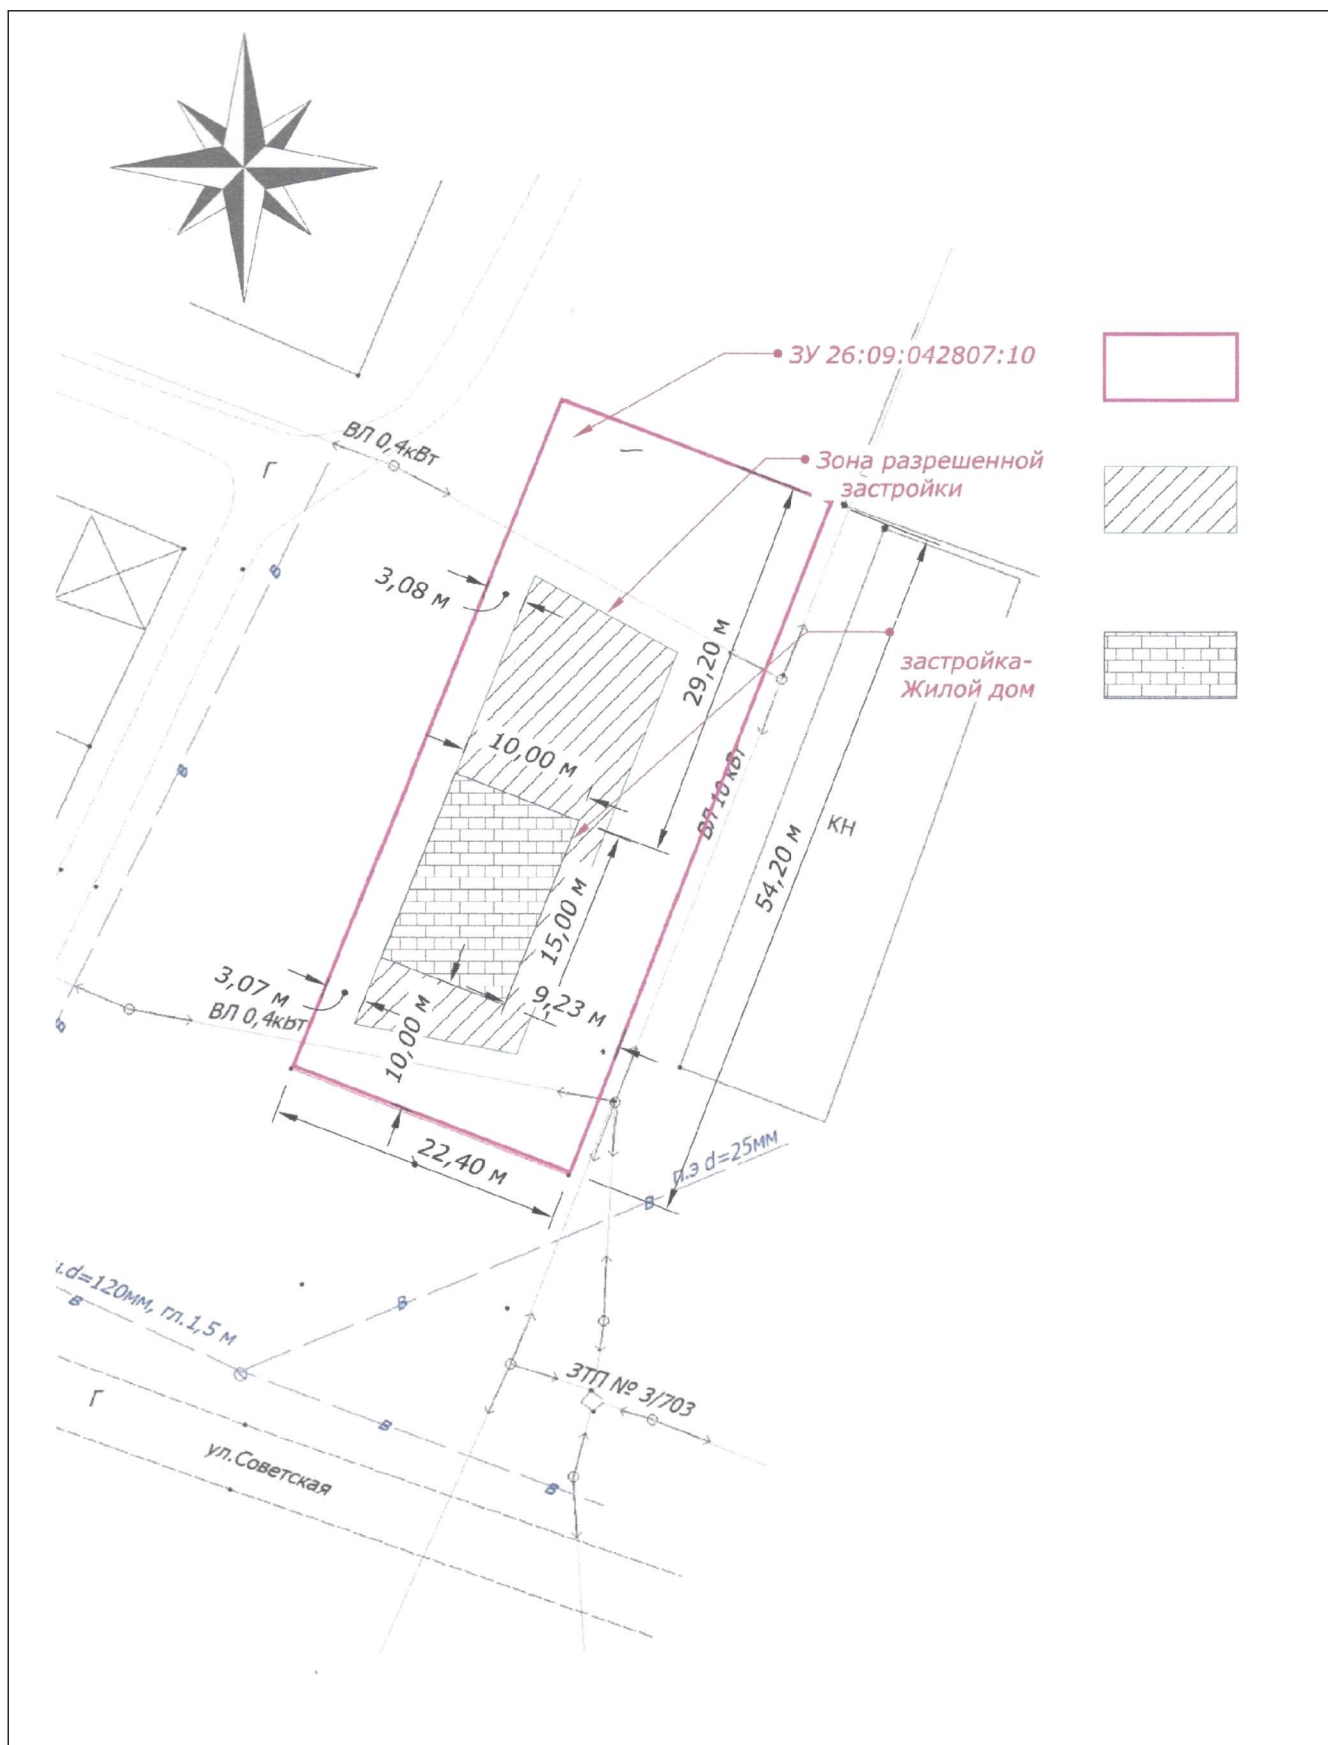 ЗУ 26:09:042807:10
ВЛ 0,4кВт
Г
Зона разрешенной
застройки
3,08 м
в
29,20 м
застройка-
Жилой дом
10,00 м
в
ВЛ 10 кВт
КН
54,20 м
15,00 м
3,07 м
ВЛ 0,4кВт
9,23 м
10,00 м
в
22,40 м
п.э d=25мм
в
.d=120мм, гл.1,5 м
в
в
ЗТП № 3/703
Г
в
ул.Советская
в